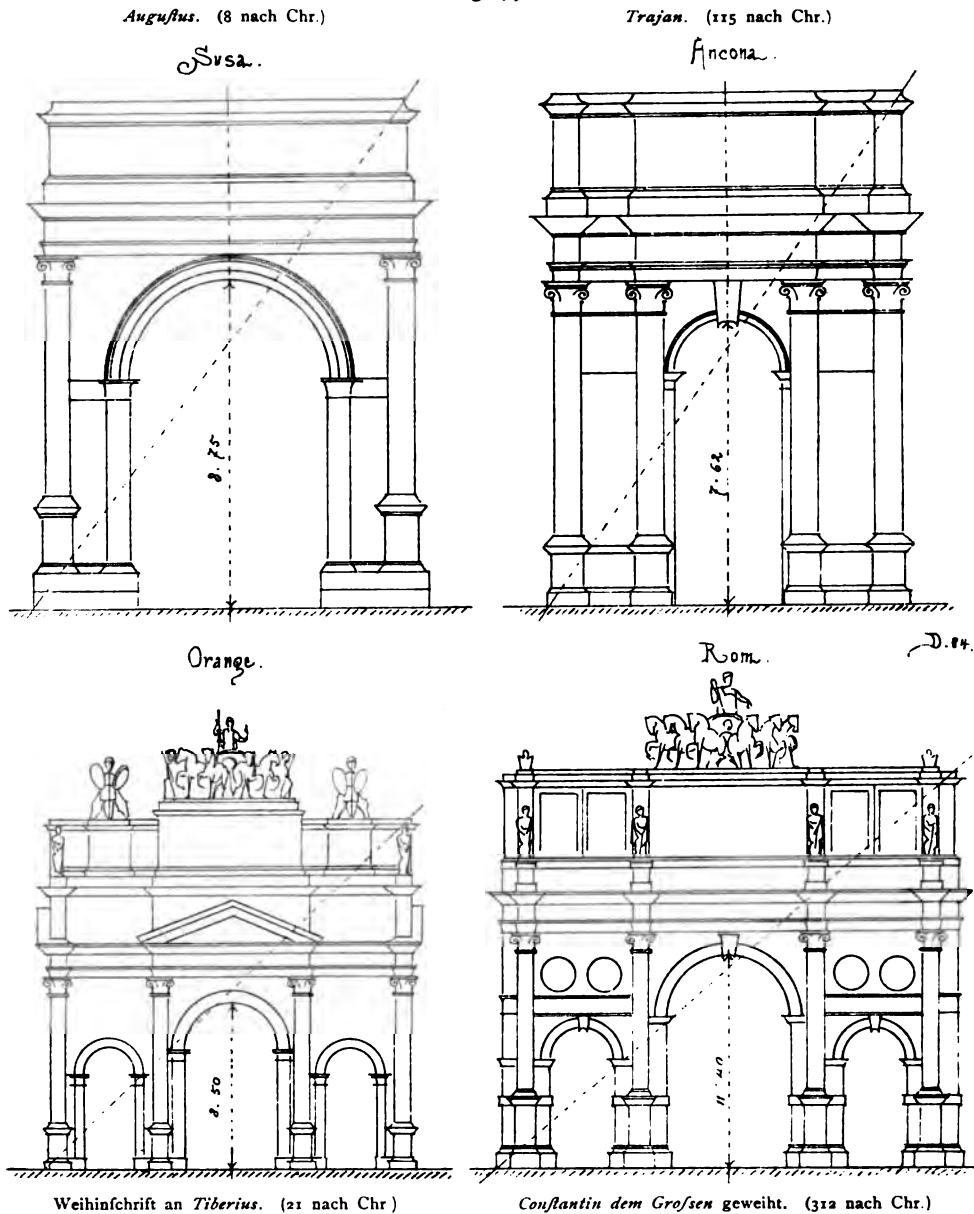 Auguſtus. (8 nach Chr.)
Trajan. (115 nach Chr.)
Susa.
Ancona.
8.75
7.62
Orange.
Rom.
D.84.
8.50
11.40
Weihinſchrift an Tiberius. (21 nach Chr )
Conſtantin dem Groſsen geweiht. (312 nach Chr.)